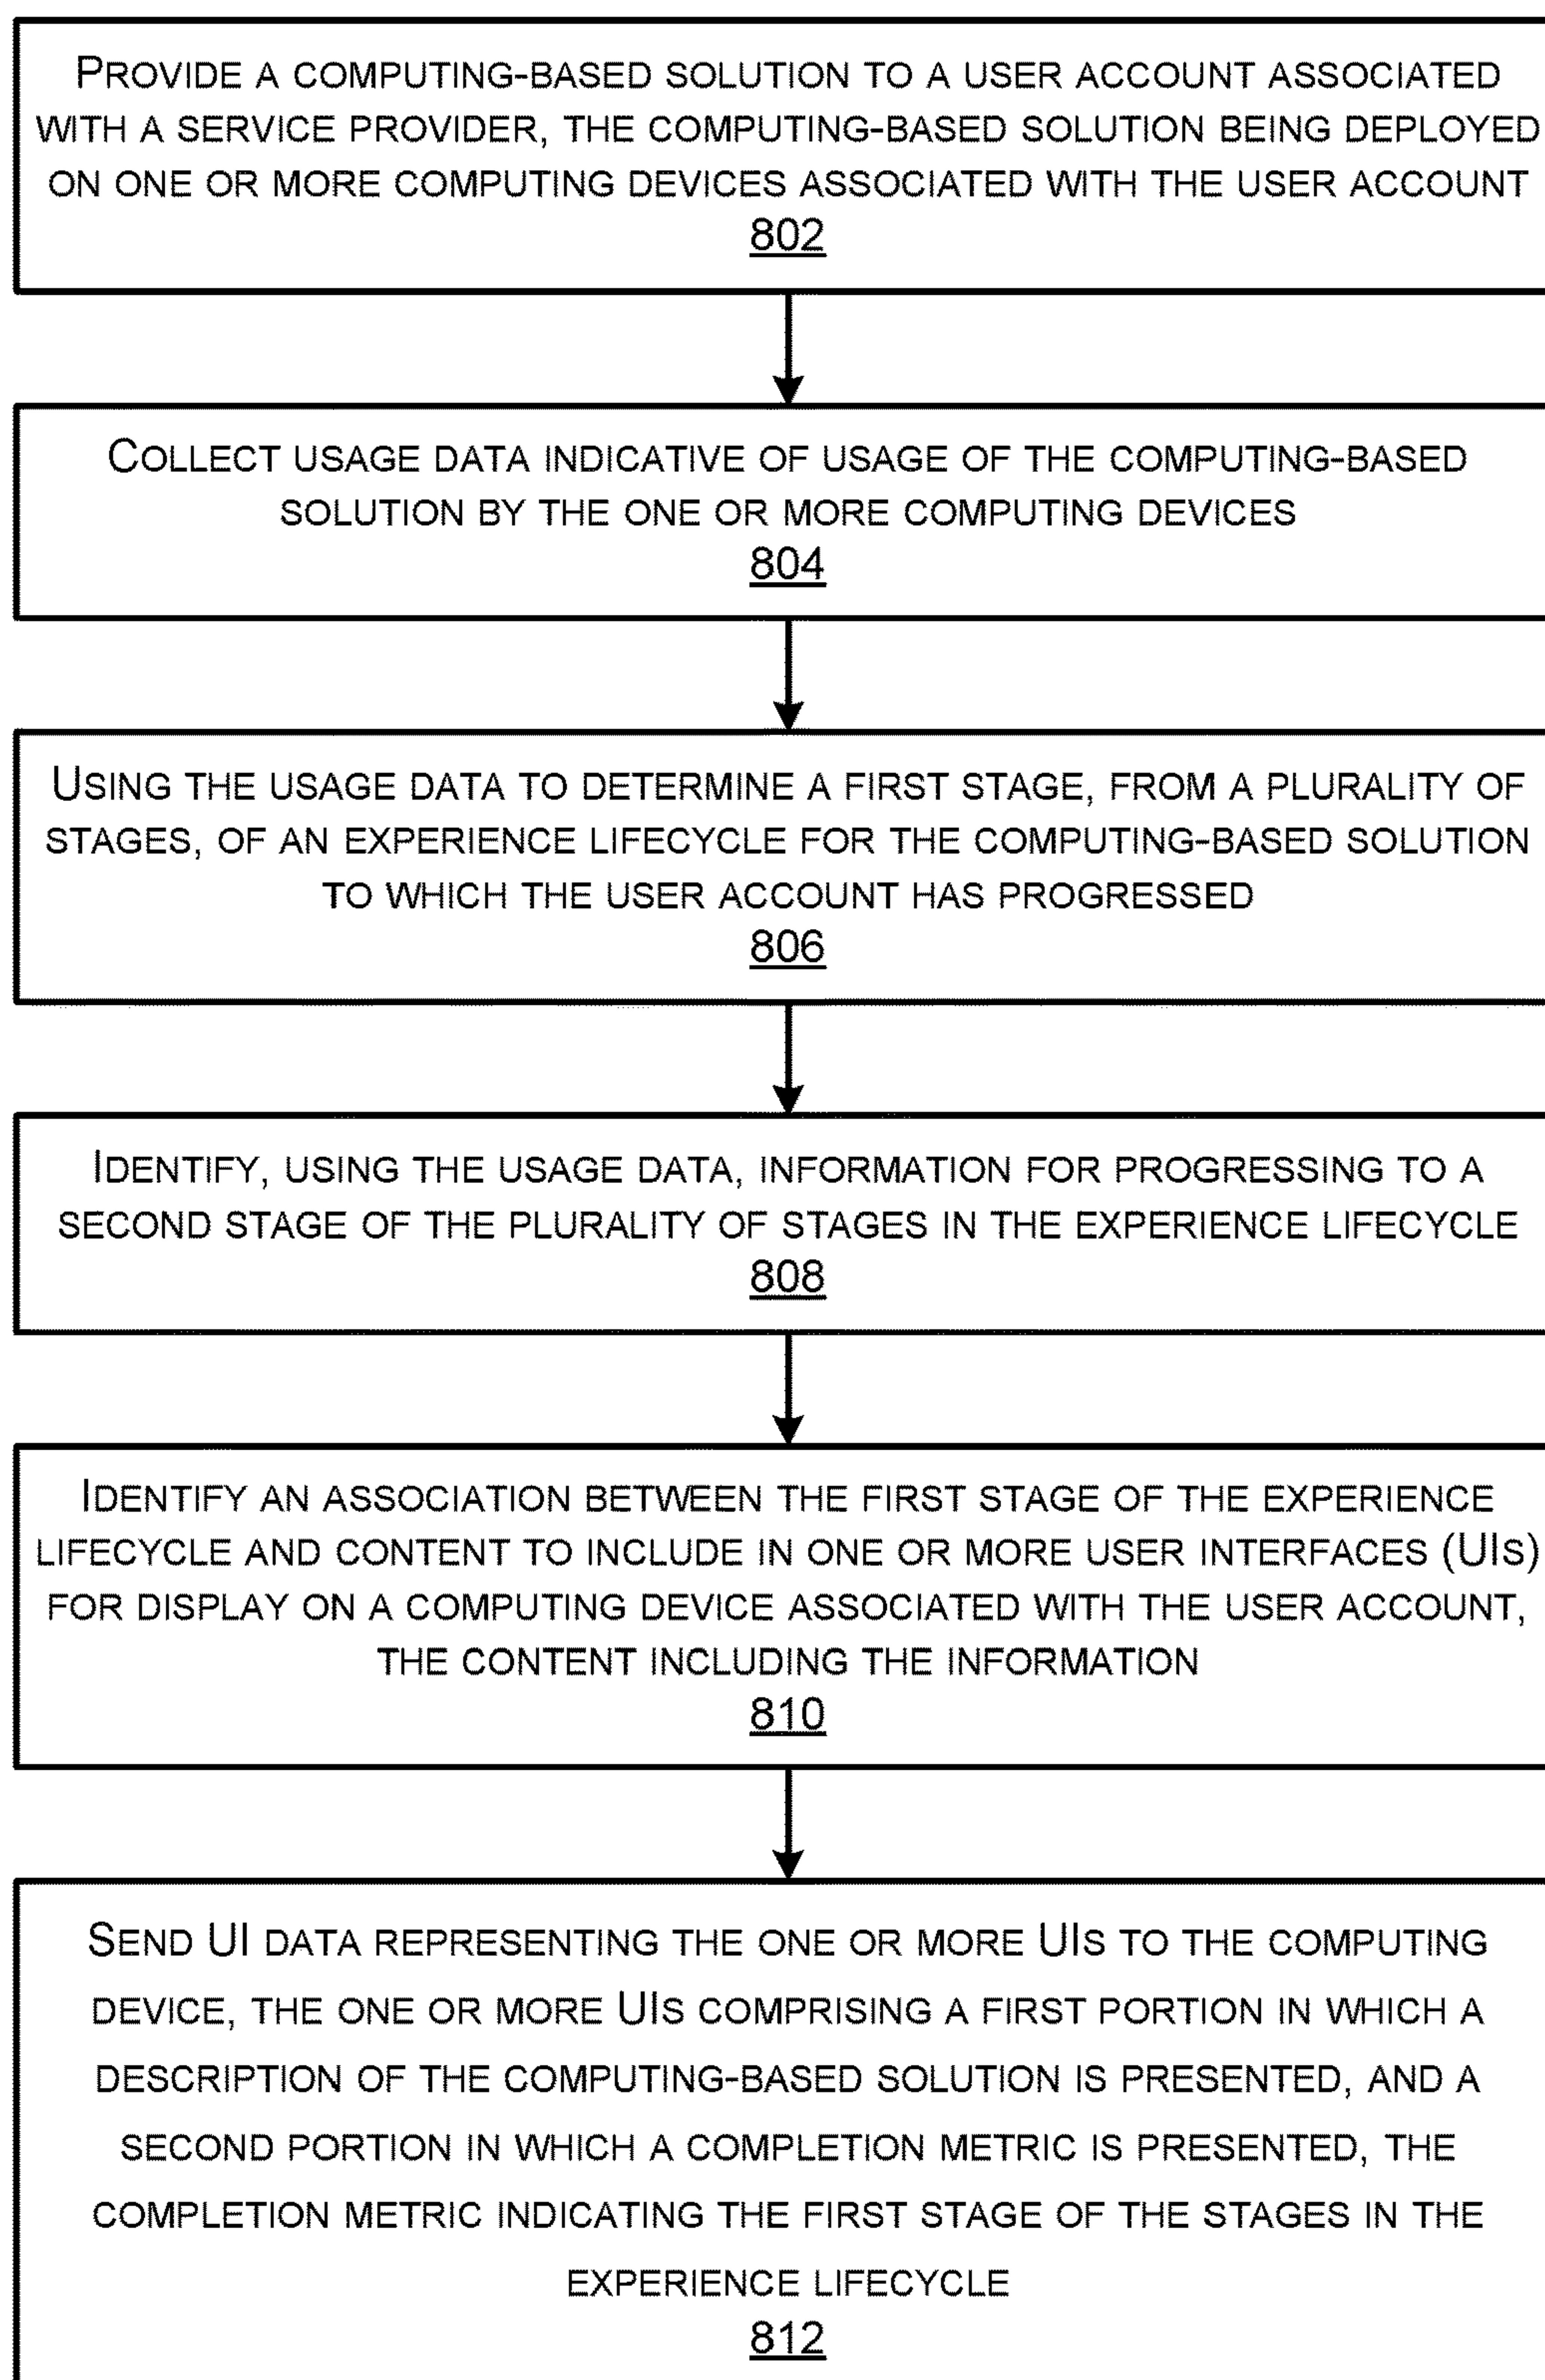 PROVIDE A COMPUTING-BASED SOLUTION TO A USER ACCOUNT ASSOCIATED
WITH A SERVICE PROVIDER, THE COMPUTING-BASED SOLUTION BEING DEPLOYED
ON ONE OR MORE COMPUTING DEVICES ASSOCIATED WITH THE USER ACCOUNT
802
COLLECT USAGE DATA INDICATIVE OF USAGE OF THE COMPUTING-BASED
SOLUTION BY THE ONE OR MORE COMPUTING DEVICES
804
USING THE USAGE DATA TO DETERMINE A FIRST STAGE, FROM A PLURALITY OF
STAGES, OF AN EXPERIENCE LIFECYCLE FOR THE COMPUTING-BASED SOLUTION
TO WHICH THE USER ACCOUNT HAS PROGRESSED
806
IDENTIFY, USING THE USAGE DATA, INFORMATION FOR PROGRESSING TO A
SECOND STAGE OF THE PLURALITY OF STAGES IN THE EXPERIENCE LIFECYCLE
808
IDENTIFY AN ASSOCIATION BETWEEN THE FIRST STAGE OF THE EXPERIENCE
LIFECYCLE AND CONTENT TO INCLUDE IN ONE OR MORE USER INTERFACES (UIS)
FOR DISPLAY ON A COMPUTING DEVICE ASSOCIATED WITH THE USER ACCOUNT,
THE CONTENT INCLUDING THE INFORMATION
810
SEND UI DATA REPRESENTING THE ONE OR MORE UIS TO THE COMPUTING
DEVICE, THE ONE OR MORE UIS COMPRISING A FIRST PORTION IN WHICH A
DESCRIPTION OF THE COMPUTING-BASED SOLUTION IS PRESENTED, AND A
SECOND PORTION IN WHICH A COMPLETION METRIC IS PRESENTED, THE
COMPLETION METRIC INDICATING THE FIRST STAGE OF THE STAGES IN THE
EXPERIENCE LIFECYCLE
812